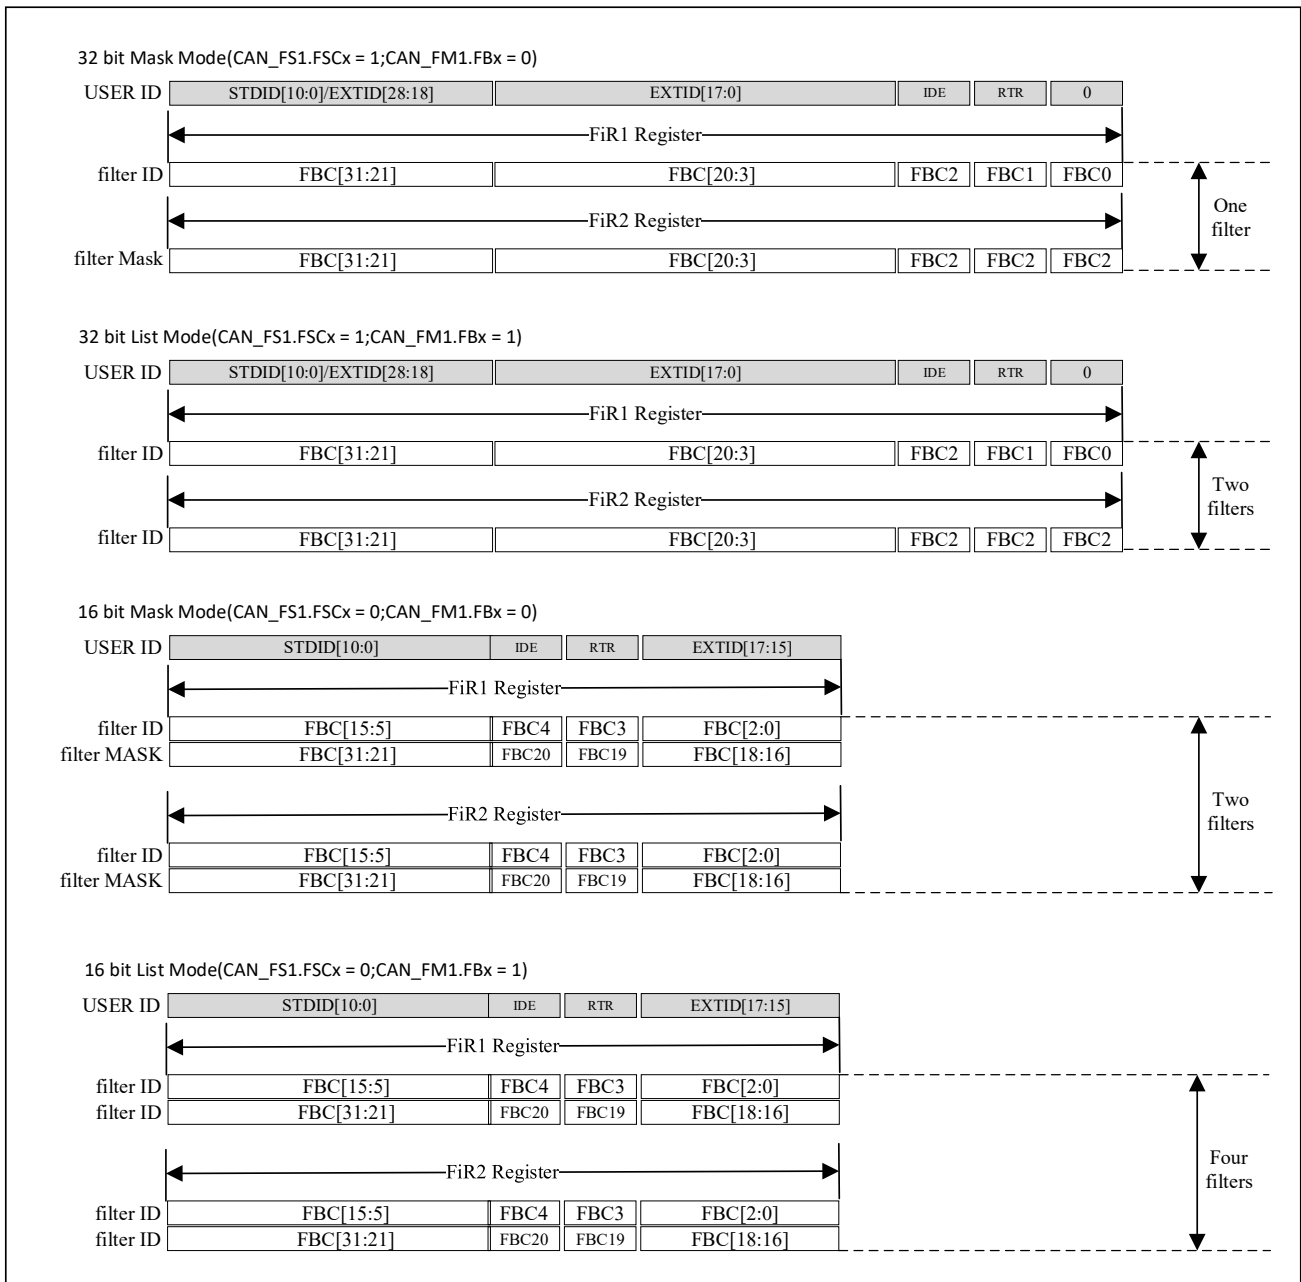 32 bit Mask Mode(CAN_FS1.FSCx = 1;CAN_FM1.FBx = 0)
USER ID STDID[10:0]/EXTID[28:18] EXTID[17:0] IDE RTR 0
FiR1 Register
filter ID FBC[31:21] FBC[20:3] FBC2 FBC1 FBC0
One
filter
FiR2 Register
filter Mask FBC[31:21] FBC[20:3] FBC2 FBC2 FBC2
32 bit List Mode(CAN_FS1.FSCx = 1;CAN_FM1.FBx = 1)
USER ID STDID[10:0]/EXTID[28:18] EXTID[17:0] IDE RTR 0
FiR1 Register
filter ID FBC[31:21] FBC[20:3] FBC2 FBC1 FBC0
Two
filters
FiR2 Register
filter ID FBC[31:21] FBC[20:3] FBC2 FBC2 FBC2
16 bit Mask Mode(CAN_FS1.FSCx = 0;CAN_FM1.FBx = 0)
USER ID STDID[10:0] IDE RTR EXTID[17:15]
FiR1 Register
filter ID FBC[15:5] FBC4 FBC3 FBC[2:0]
filter MASK FBC[31:21] FBC20 FBC19 FBC[18:16]
Two
filters
FiR2 Register
filter ID FBC[15:5] FBC4 FBC3 FBC[2:0]
filter MASK FBC[31:21] FBC20 FBC19 FBC[18:16]
16 bit List Mode(CAN_FS1.FSCx = 0;CAN_FM1.FBx = 1)
USER ID STDID[10:0] IDE RTR EXTID[17:15]
FiR1 Register
filter ID FBC[15:5] FBC4 FBC3 FBC[2:0]
filter ID FBC[31:21] FBC20 FBC19 FBC[18:16]
Four
filters
FiR2 Register
filter ID FBC[15:5] FBC4 FBC3 FBC[2:0]
filter ID FBC[31:21] FBC20 FBC19 FBC[18:16]